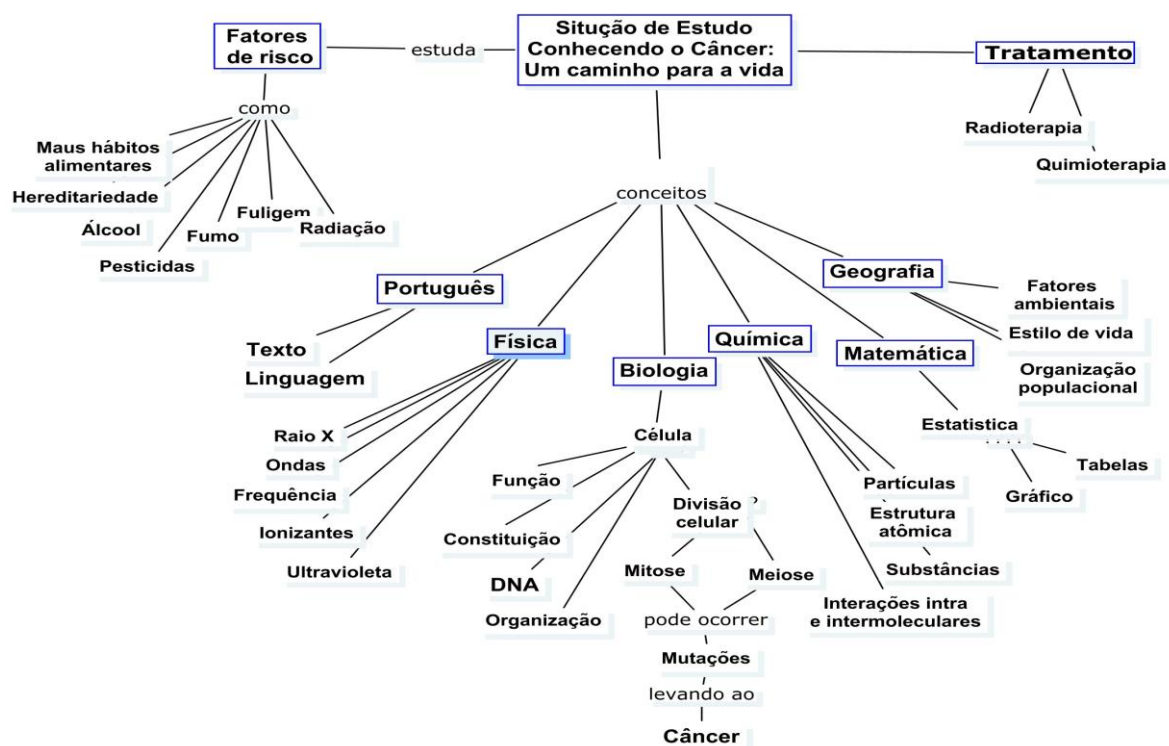 Situção de Estudo
Conhecendo o Câncer:
Um caminho para a vida
estuda
Fatores
de risco
como
Maus hábitos
alimentares
Hereditariedade
Álcool
Pesticidas
Fumo
Fuligem
Radiação
Tratamento
Radioterapia
Quimioterapia
conceitos
Português
Texto
Linguagem
Física
Raio X
Ondas
Frequência
Ionizantes
Ultravioleta
Biologia
Célula
Função
Constituição
DNA
Organização
Divisão
celular
Mitose
Meiose
pode ocorrer
Mutações
levando ao
Câncer
Química
Partículas
Estrutura
atômica
Substâncias
Interações intra
e intermoleculares
Matemática
Estatistica
Tabelas
Gráfico
Geografia
Fatores
ambientais
Estilo de vida
Organização
populacional